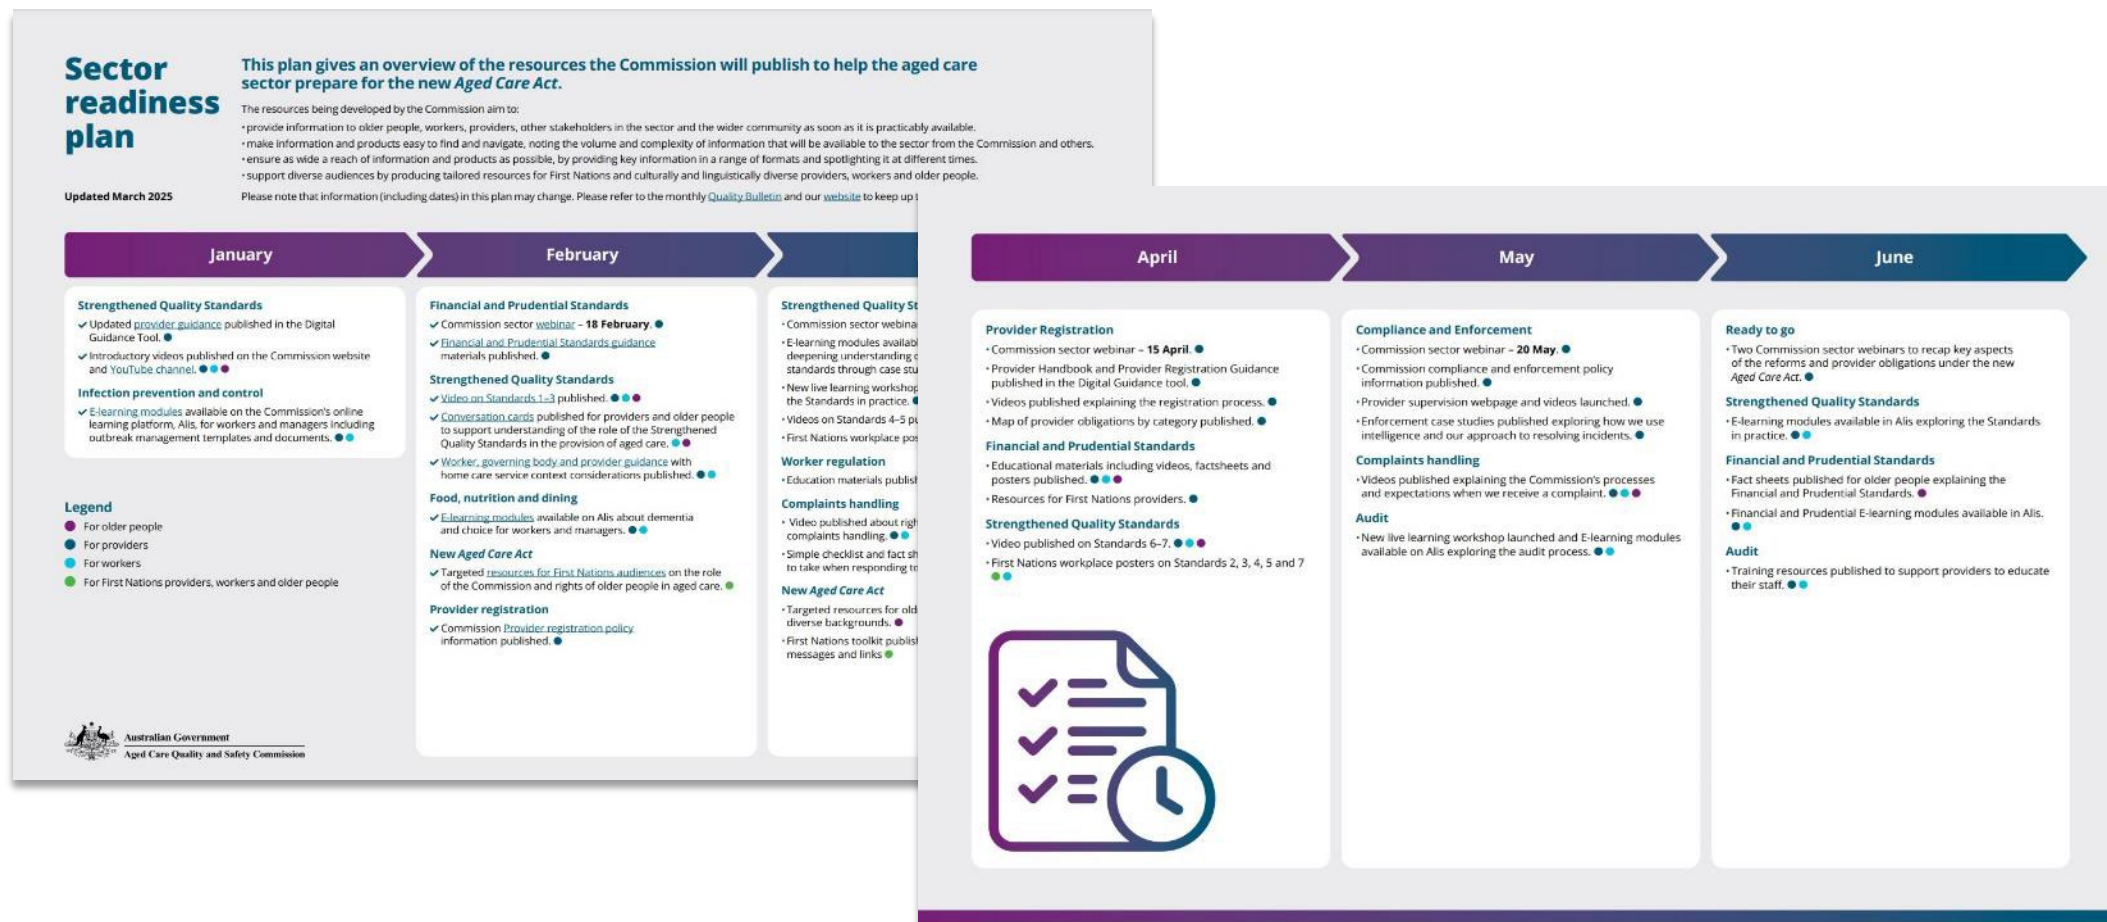 Sector
readiness
plan
Updated March 2025
This plan gives an overview of the resources the Commission will publish to help the aged care
sector prepare for the new Aged Care Act.
The resources being developed by the Commission aim to:
• provide information to older people, workers, providers, other stakeholders in the sector and the wider community as soon as it is practicably available.
• make information and products easy to find and navigate, noting the volume and complexity of information that will be available to the sector from the Commission and others.
• ensure as wide a reach of information and products as possible, by providing key information in a range of formats and spotlighting it at different times.
• support diverse audiences by producing tailored resources for First Nations and culturally and linguistically diverse providers, workers and older people.
Please note that information (including dates) in this plan may change. Please refer to the monthly Quality Bulletin and our website to keep up
January
Strengthened Quality Standards
✓ Updated provider guidance published in the Digital
Guidance Tool.
✓ Introductory videos published on the Commission website
and YouTube channel.
Infection prevention and control
✓ E-learning modules available on the Commission's online
learning platform, Alis, for workers and managers including
outbreak management templates and documents.
Legend
For older people
For providers
For workers
For First Nations providers, workers and older people
Australian Government
Aged Care Quality and Safety Commission
February
Financial and Prudential Standards
✓ Commission sector webinar – 18 February.
✓ Financial and Prudential Standards guidance
materials published.
Strengthened Quality Standards
✓ Video on Standards 1–3 published.
✓ Conversation cards published for providers and older people
to support understanding of the role of the Strengthened
Quality Standards in the provision of aged care.
✓ Worker, governing body and provider guidance with
home care service context considerations published.
Food, nutrition and dining
✓ E-learning modules available on Alis about dementia
and choice for workers and managers.
New Aged Care Act
✓ Targeted resources for First Nations audiences on the role
of the Commission and rights of older people in aged care.
Provider registration
✓ Commission Provider registration policy
information published.
Strengthened Quality
• Commission sector
• E-learning modules
deepening understanding
standards through case
• New live learning
the Standards in practice.
• Videos on Standards 4–5
• First Nations workplace
Worker regulation
• Education materials
Complaints handling
• Video published about
complaints handling.
• Simple checklist and fact
to take when responding
New Aged Care Act
• Targeted resources for
diverse backgrounds.
• First Nations toolkit
messages and links
April
Provider Registration
• Commission sector webinar – 15 April.
• Provider Handbook and Provider Registration Guidance
published in the Digital Guidance tool.
• Videos published explaining the registration process.
• Map of provider obligations by category published.
Financial and Prudential Standards
• Educational materials including videos, factsheets and
posters published.
• Resources for First Nations providers.
Strengthened Quality Standards
• Video published on Standards 6–7.
• First Nations workplace posters on Standards 2, 3, 4, 5 and 7
May
Compliance and Enforcement
• Commission sector webinar – 20 May.
• Commission compliance and enforcement policy
information published.
• Provider supervision webpage and videos launched.
• Enforcement case studies published exploring how we use
intelligence and our approach to resolving incidents.
Complaints handling
• Videos published explaining the Commission's processes
and expectations when we receive a complaint.
Audit
• New live learning workshop launched and E-learning modules
available on Alis exploring the audit process.
June
Ready to go
• Two Commission sector webinars to recap key aspects
of the reforms and provider obligations under the new
Aged Care Act.
Strengthened Quality Standards
• E-learning modules available in Alis exploring the Standards
in practice.
Financial and Prudential Standards
• Fact sheets published for older people explaining the
Financial and Prudential Standards.
• Financial and Prudential E-learning modules available in Alis.
Audit
• Training resources published to support providers to educate
their staff.